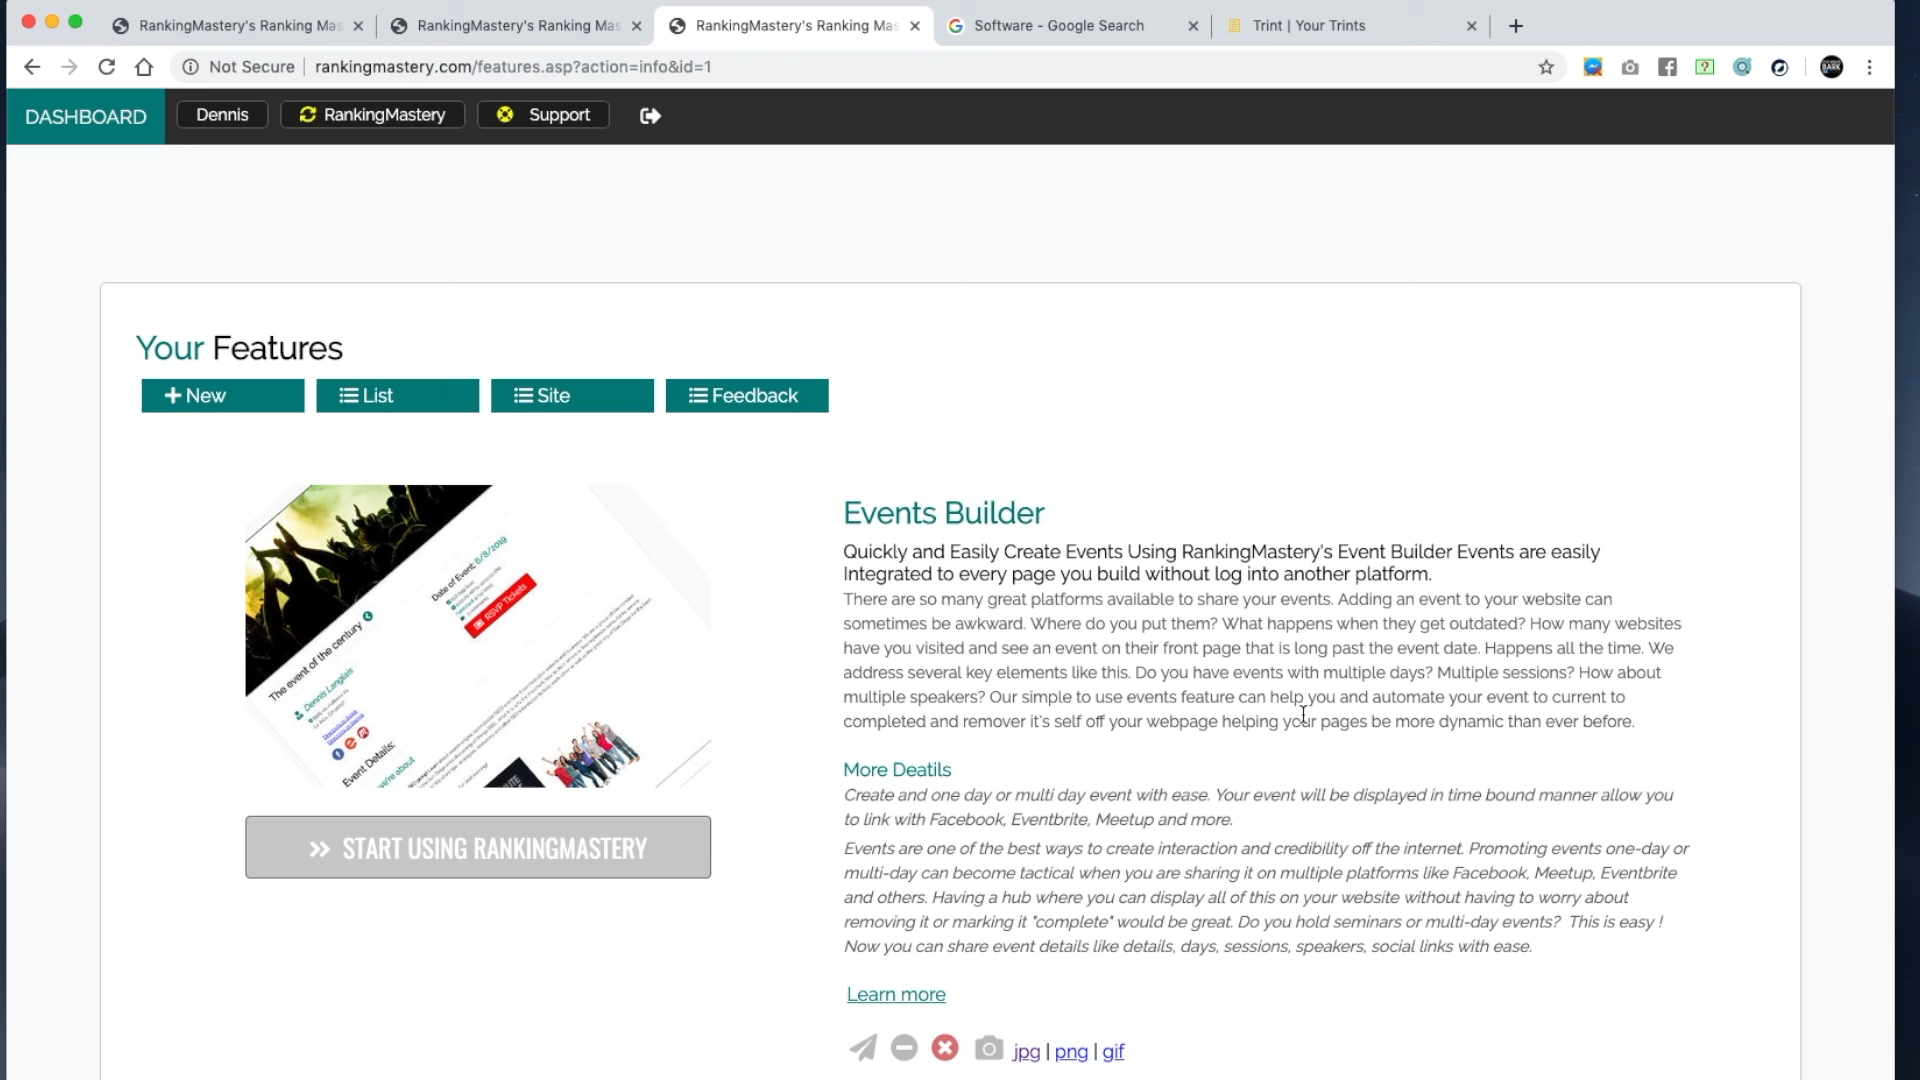 RankingMastery's Ranking Mas
RankingMastery's Ranking Mas
RankingMastery's Ranking Mas
Software - Google Search
Trint | Your Trints
Not Secure | rankingmastery.com/features.asp?action=info&id=1
DASHBOARD
Dennis
RankingMastery
Support
Your Features
New
List
Site
Feedback
The event of the century
Date of Event: 6/8/2019
RSVP Tickets
Dennis Langlais
Event Details:
START USING RANKINGMASTERY
Events Builder
Quickly and Easily Create Events Using RankingMastery's Event Builder Events are easily
Integrated to every page you build without log into another platform.
There are so many great platforms available to share your events. Adding an event to your website can
sometimes be awkward. Where do you put them? What happens when they get outdated? How many websites
have you visited and see an event on their front page that is long past the event date. Happens all the time. We
address several key elements like this. Do you have events with multiple days? Multiple sessions? How about
multiple speakers? Our simple to use events feature can help you and automate your event to current to
completed and remover it's self off your webpage helping your pages be more dynamic than ever before.
More Deatils
Create and one day or multi day event with ease. Your event will be displayed in time bound manner allow you
to link with Facebook, Eventbrite, Meetup and more.
Events are one of the best ways to create interaction and credibility off the internet. Promoting events one-day or
multi-day can become tactical when you are sharing it on multiple platforms like Facebook, Meetup, Eventbrite
and others. Having a hub where you can display all of this on your website without having to worry about
removing it or marking it "complete" would be great. Do you hold seminars or multi-day events?  This is easy !
Now you can share event details like details, days, sessions, speakers, social links with ease.
Learn more
jpg | png | gif